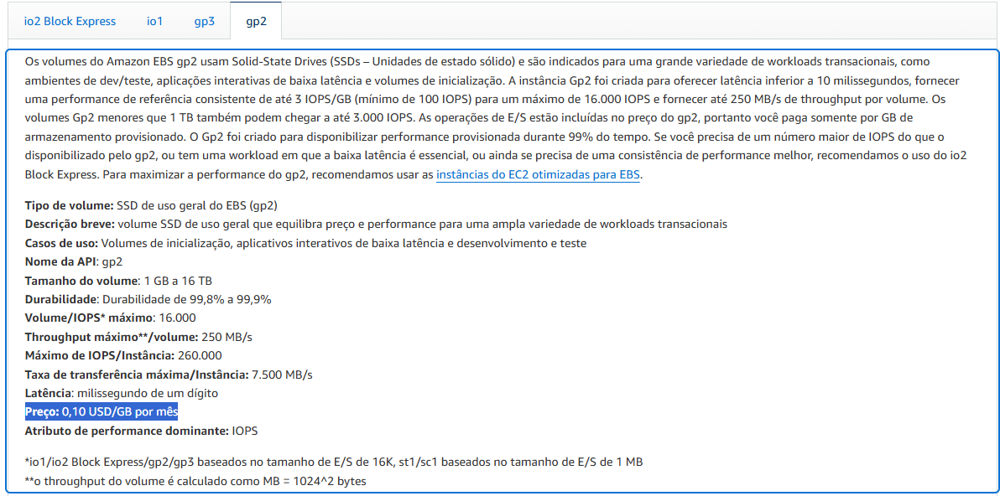 io2 Block Express io1 gp3 gp2
Os volumes do Amazon EBS gp2 usam Solid-State Drives (SSDs – Unidades de estado sólido) e são indicados para uma grande variedade de workloads transacionais, como
ambientes de dev/teste, aplicações interativas de baixa latência e volumes de inicialização. A instância Gp2 foi criada para oferecer latência inferior a 10 milissegundos, fornecer
uma performance de referência consistente de até 3 IOPS/GB (mínimo de 100 IOPS) para um máximo de 16.000 IOPS e fornecer até 250 MB/s de throughput por volume. Os
volumes Gp2 menores que 1 TB também podem chegar a até 3.000 IOPS. As operações de E/S estão incluídas no preço do gp2, portanto você paga somente por GB de
armazenamento provisionado. O Gp2 foi criado para disponibilizar performance provisionada durante 99% do tempo. Se você precisa de um número maior de IOPS do que o
disponibilizado pelo gp2, ou tem uma workload em que a baixa latência é essencial, ou ainda se precisa de uma consistência de performance melhor, recomendamos o uso do io2
Block Express. Para maximizar a performance do gp2, recomendamos usar as instâncias do EC2 otimizadas para EBS.
Tipo de volume: SSD de uso geral do EBS (gp2)
Descrição breve: volume SSD de uso geral que equilibra preço e performance para uma ampla variedade de workloads transacionais
Casos de uso: Volumes de inicialização, aplicativos interativos de baixa latência e desenvolvimento e teste
Nome da API: gp2
Tamanho do volume: 1 GB a 16 TB
Durabilidade: Durabilidade de 99,8% a 99,9%
Volume/IOPS* máximo: 16.000
Throughput máximo**/volume: 250 MB/s
Máximo de IOPS/Instância: 260.000
Taxa de transferência máxima/Instância: 7.500 MB/s
Latência: milissegundo de um dígito
Preço: 0,10 USD/GB por mês
Atributo de performance dominante: IOPS
*io1/io2 Block Express/gp2/gp3 baseados no tamanho de E/S de 16K, st1/sc1 baseados no tamanho de E/S de 1 MB
**o throughput do volume é calculado como MB = 1024^2 bytes